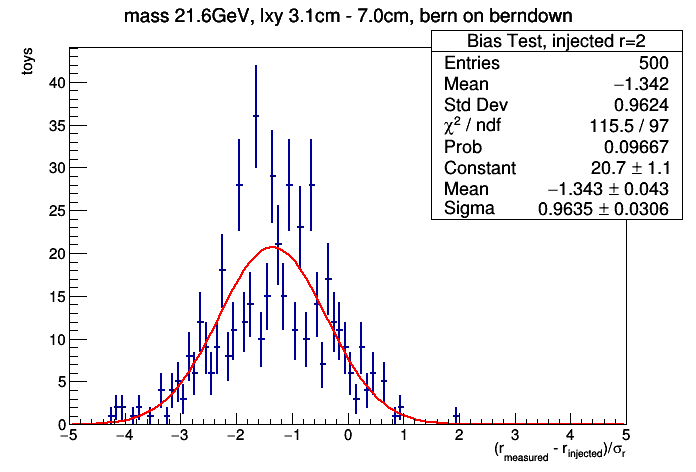 mass 21.6GeV, lxy 3.1cm - 7.0cm, bern on berndown
Bias Test, injected r=2
Entries 500
Mean −1.342
Std Dev 0.9624
χ² / ndf 115.5 / 97
Prob 0.09667
Constant 20.7 ± 1.1
Mean −1.343 ± 0.043
Sigma 0.9635 ± 0.0306
toys
40
35
30
25
20
15
10
5
0
−5 −4 −3 −2 −1 0 1 2 3 4 5
(r_measured - r_injected)/σ_r